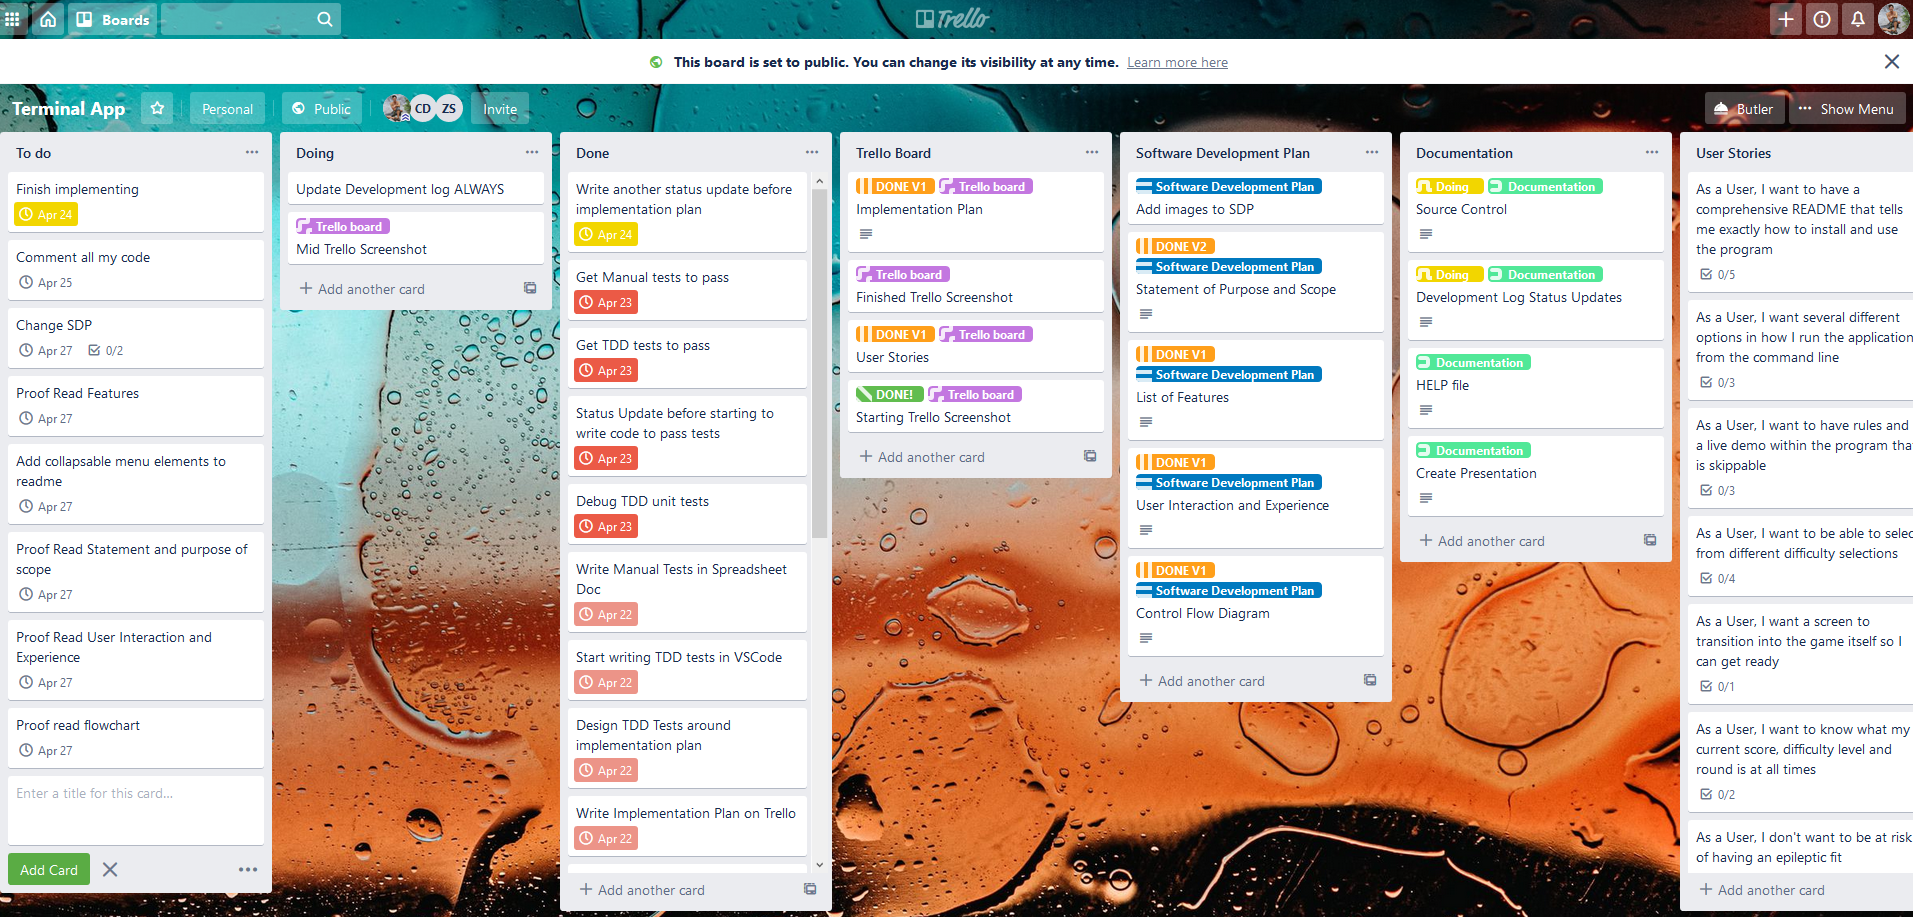 Boards
Trello
This board is set to public. You can change its visibility at any time. Learn more here
Terminal App
Personal
Public
CD
ZS
Invite
Butler
Show Menu
To do
Finish implementing
Apr 24
Comment all my code
Apr 25
Change SDP
Apr 27 0/2
Proof Read Features
Apr 27
Add collapsable menu elements to
readme
Apr 27
Proof Read Statement and purpose of
scope
Apr 27
Proof Read User Interaction and
Experience
Apr 27
Proof read flowchart
Apr 27
Enter a title for this card...
Add Card
Doing
Update Development log ALWAYS
Trello board
Mid Trello Screenshot
+ Add another card
Done
Write another status update before
implementation plan
Apr 24
Get Manual tests to pass
Apr 23
Get TDD tests to pass
Apr 23
Status Update before starting to
write code to pass tests
Apr 23
Debug TDD unit tests
Apr 23
Write Manual Tests in Spreadsheet
Doc
Apr 22
Start writing TDD tests in VSCode
Apr 22
Design TDD Tests around
implementation plan
Apr 22
Write Implementation Plan on Trello
Apr 22
+ Add another card
Trello Board
DONE V1 Trello board
Implementation Plan
Trello board
Finished Trello Screenshot
DONE V1 Trello board
User Stories
DONE! Trello board
Starting Trello Screenshot
+ Add another card
Software Development Plan
Software Development Plan
Add images to SDP
DONE V2
Software Development Plan
Statement of Purpose and Scope
DONE V1
Software Development Plan
List of Features
DONE V1
Software Development Plan
User Interaction and Experience
DONE V1
Software Development Plan
Control Flow Diagram
+ Add another card
Documentation
Doing Documentation
Source Control
Doing Documentation
Development Log Status Updates
Documentation
HELP file
Documentation
Create Presentation
+ Add another card
User Stories
As a User, I want to have a
comprehensive README that tells
me exactly how to install and use
the program
0/5
As a User, I want several different
options in how I run the application
from the command line
0/3
As a User, I want to have rules and
a live demo within the program tha
is skippable
0/3
As a User, I want to be able to selec
from different difficulty selections
0/4
As a User, I want a screen to
transition into the game itself so I
can get ready
0/1
As a User, I want to know what my
current score, difficulty level and
round is at all times
0/2
As a User, I don't want to be at risk
of having an epileptic fit
+ Add another card